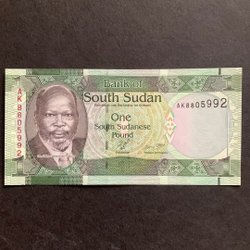 Bank of
South Sudan
AK8805992
One
South Sudanese
Pound
AK8805992